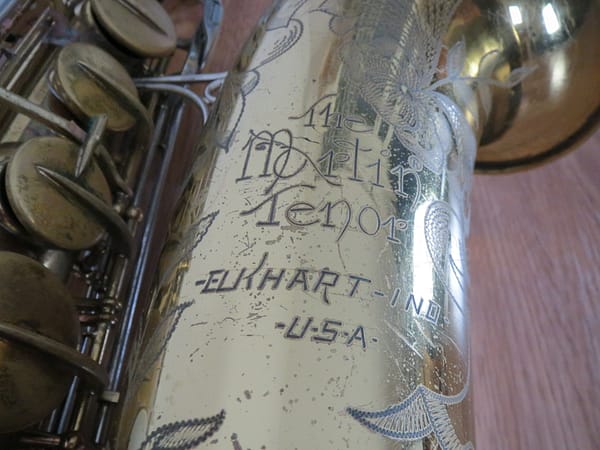 The
Martin
Tenor
-ELKHART-IND.
-U-S-A-